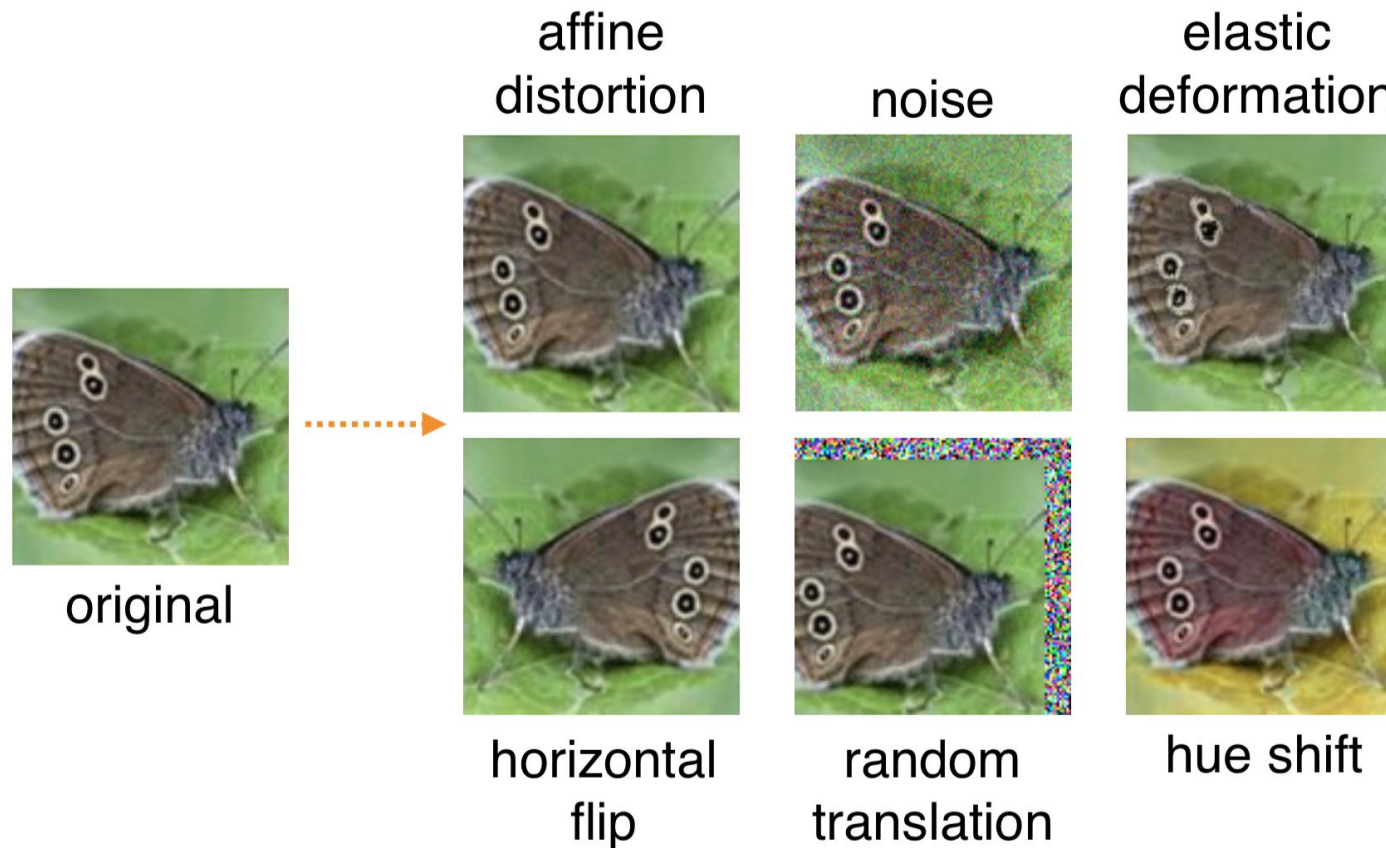 affine
distortion
noise
elastic
deformation
original
horizontal
flip
random
translation
hue shift